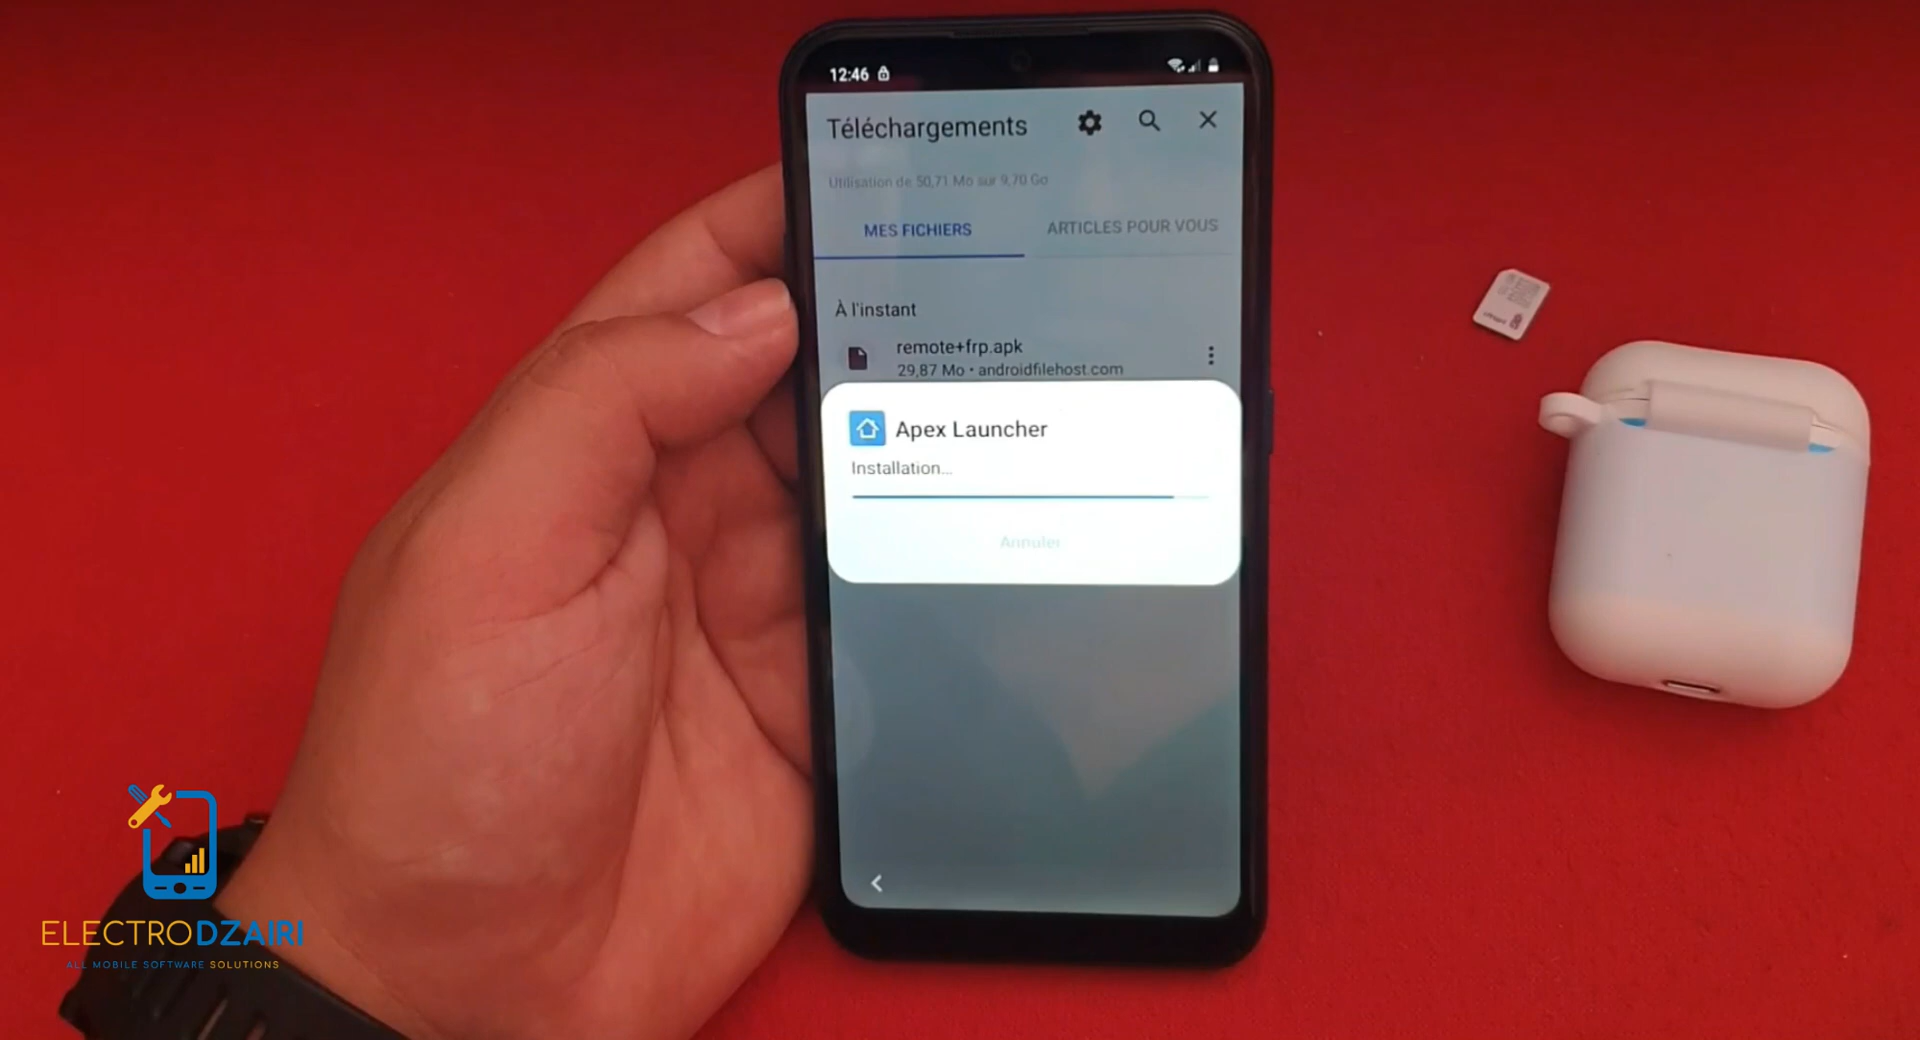 12:46
Téléchargements
Utilisation de 50,71 Mo sur 9,70 Go
MES FICHIERS
ARTICLES POUR VOUS
À l'instant
remote+frp.apk
29,87 Mo • androidfilehost.com
Apex Launcher
Installation...
Annuler
ELECTRODZAIRI
ALL MOBILE SOFTWARE SOLUTIONS